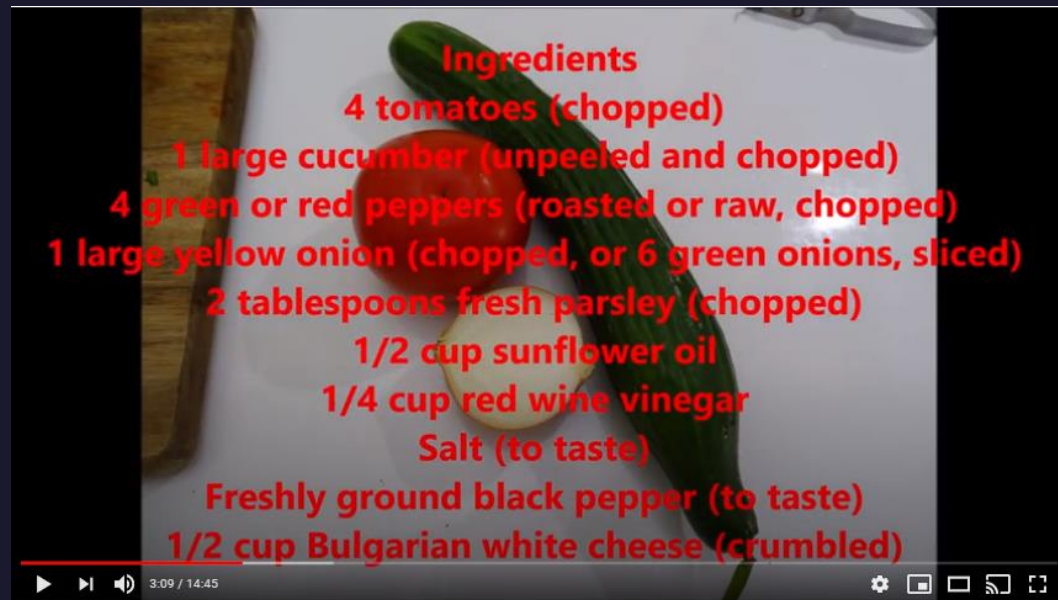 Ingredients
4 tomatoes (chopped)
1 large cucumber (unpeeled and chopped)
4 green or red peppers (roasted or raw, chopped)
1 large yellow onion (chopped, or 6 green onions, sliced)
2 tablespoons fresh parsley (chopped)
1/2 cup sunflower oil
1/4 cup red wine vinegar
Salt (to taste)
Freshly ground black pepper (to taste)
1/2 cup Bulgarian white cheese (crumbled)
3:09 / 14:45